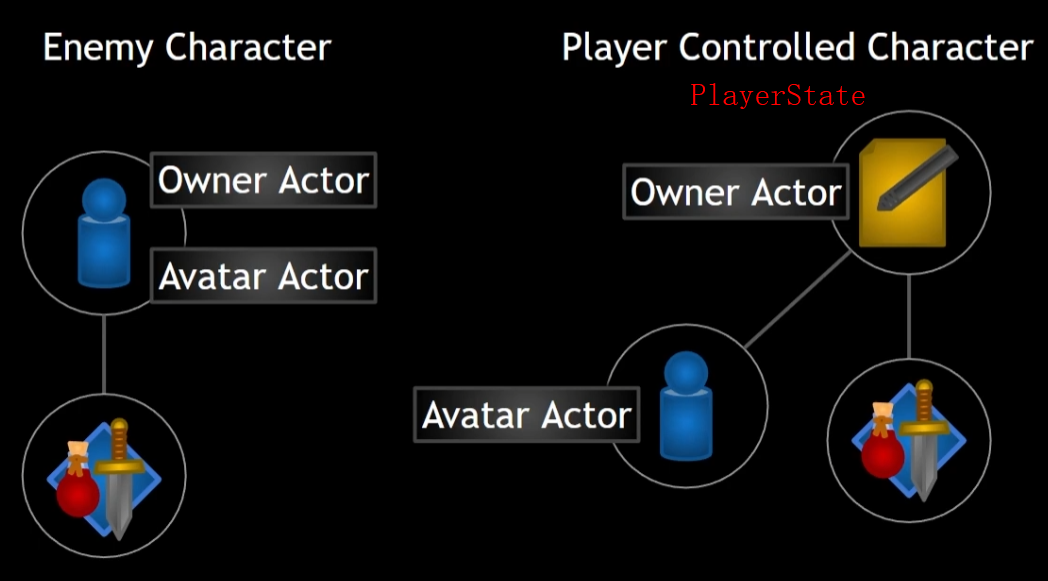 Enemy Character
Player Controlled Character
PlayerState
Owner Actor
Avatar Actor
Owner Actor
Avatar Actor